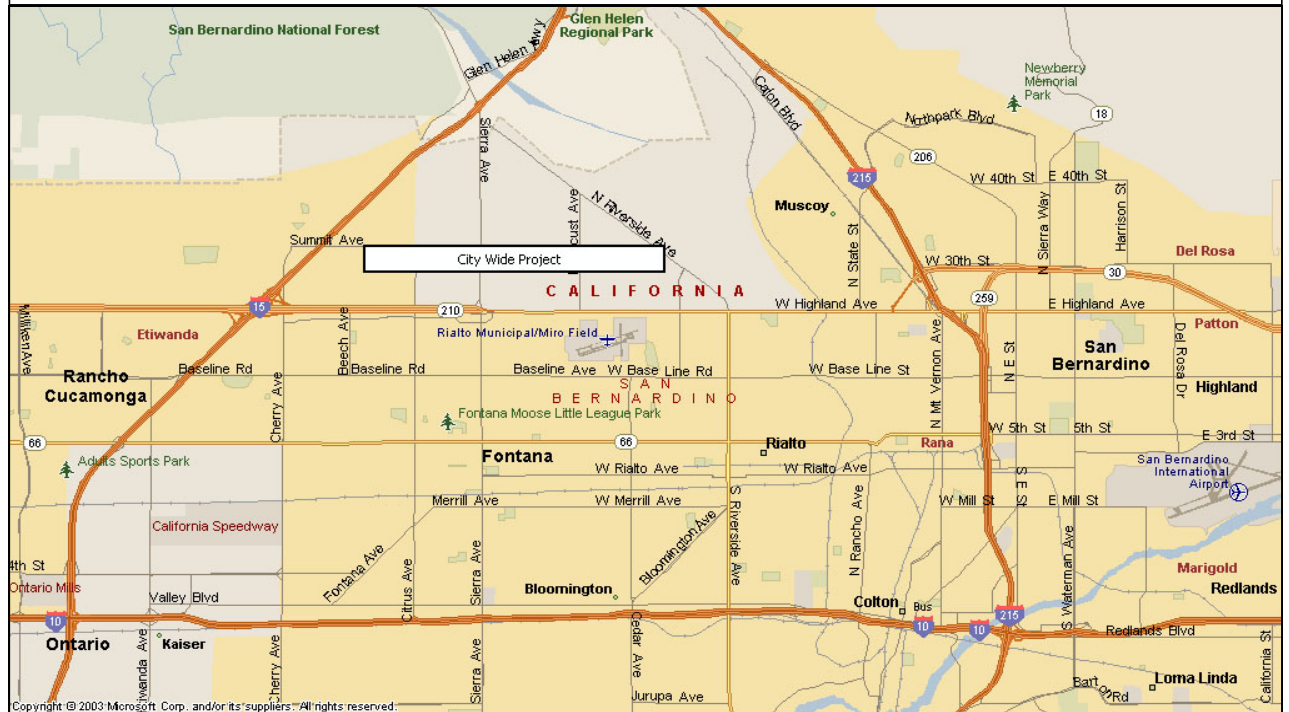 San Bernardino National Forest
Glen Helen
Regional Park
Glen Helen Pkwy
Cajon Blvd
Newberry
Memorial
Park
18
Northpark Blvd
206
215
W 40th St
E 40th St
Sierra Ave
N Riverside Ave
Muscoy
N State St
N Sierra Way
Harrison St
Del Rosa
Summit Ave
City Wide Project
W 30th St
30
CALIFORNIA
W Highland Ave
259
E Highland Ave
15
210
Milliken Ave
Etiwanda
Beech Ave
Rialto Municipal/Miro Field
Patton
San
Bernardino
N Mt Vernon Ave
N E St
Del Rosa Dr
Rancho
Cucamonga
Baseline Rd
Baseline Rd
Baseline Ave
W Base Line Rd
W Base Line St
SAN
BERNARDINO
Highland
Cherry Ave
Fontana Moose Little League Park
66
66
Rialto
Rana
W 5th St
5th St
E 3rd St
Adults Sports Park
Fontana
W Rialto Ave
W Rialto Ave
San Bernardino
International
Airport
S E St
Merrill Ave
W Merrill Ave
S Riverside Ave
W Mill St
E Mill St
California Speedway
Fontana Ave
Citrus Ave
Sierra Ave
Bloomington Ave
N Rancho Ave
S Waterman Ave
4th St
Ontario Mills
Valley Blvd
Bloomington
Colton
Bus
Marigold
Redlands
10
10
10
215
Redlands Blvd
Ontario
Kaiser
Cherry Ave
Sierra Ave
Cedar Ave
California St
Jurupa Ave
Barton Rd
Loma Linda
Copyright © 2003 Microsoft Corp. and/or its suppliers. All rights reserved.